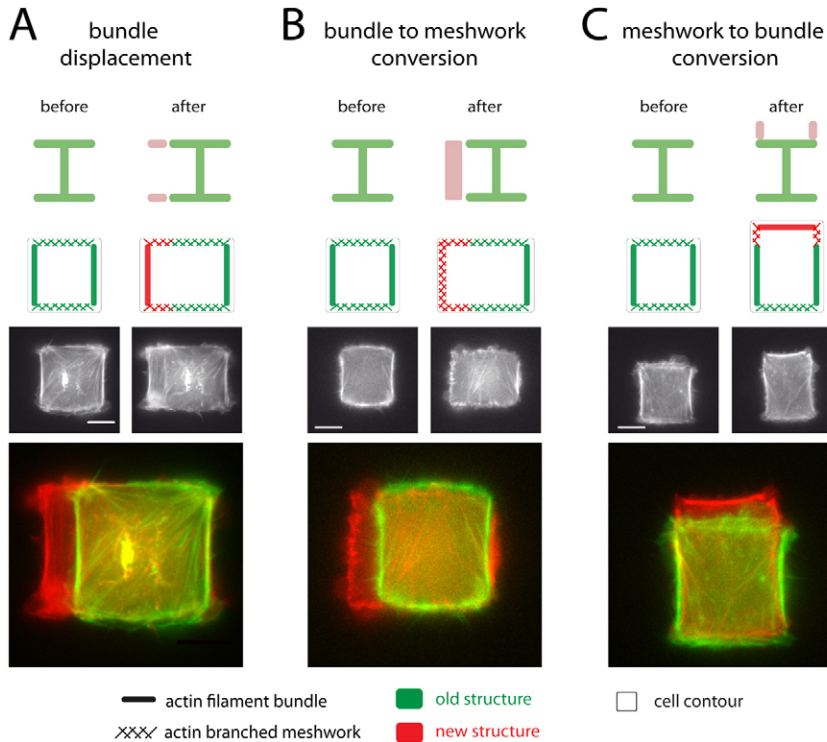 A
bundle
displacement
before
after
B
bundle to meshwork
conversion
before
after
C
meshwork to bundle
conversion
before
after
actin filament bundle
actin branched meshwork
old structure
new structure
cell contour